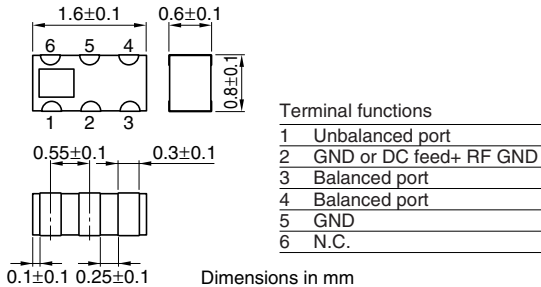 1.6±0.1 0.6±0.1
6 5 4
0.8±0.1
1 2 3
0.55±0.1 0.3±0.1
0.1±0.1 0.25±0.1
Dimensions in mm
Terminal functions
1 Unbalanced port
2 GND or DC feed+ RF GND
3 Balanced port
4 Balanced port
5 GND
6 N.C.